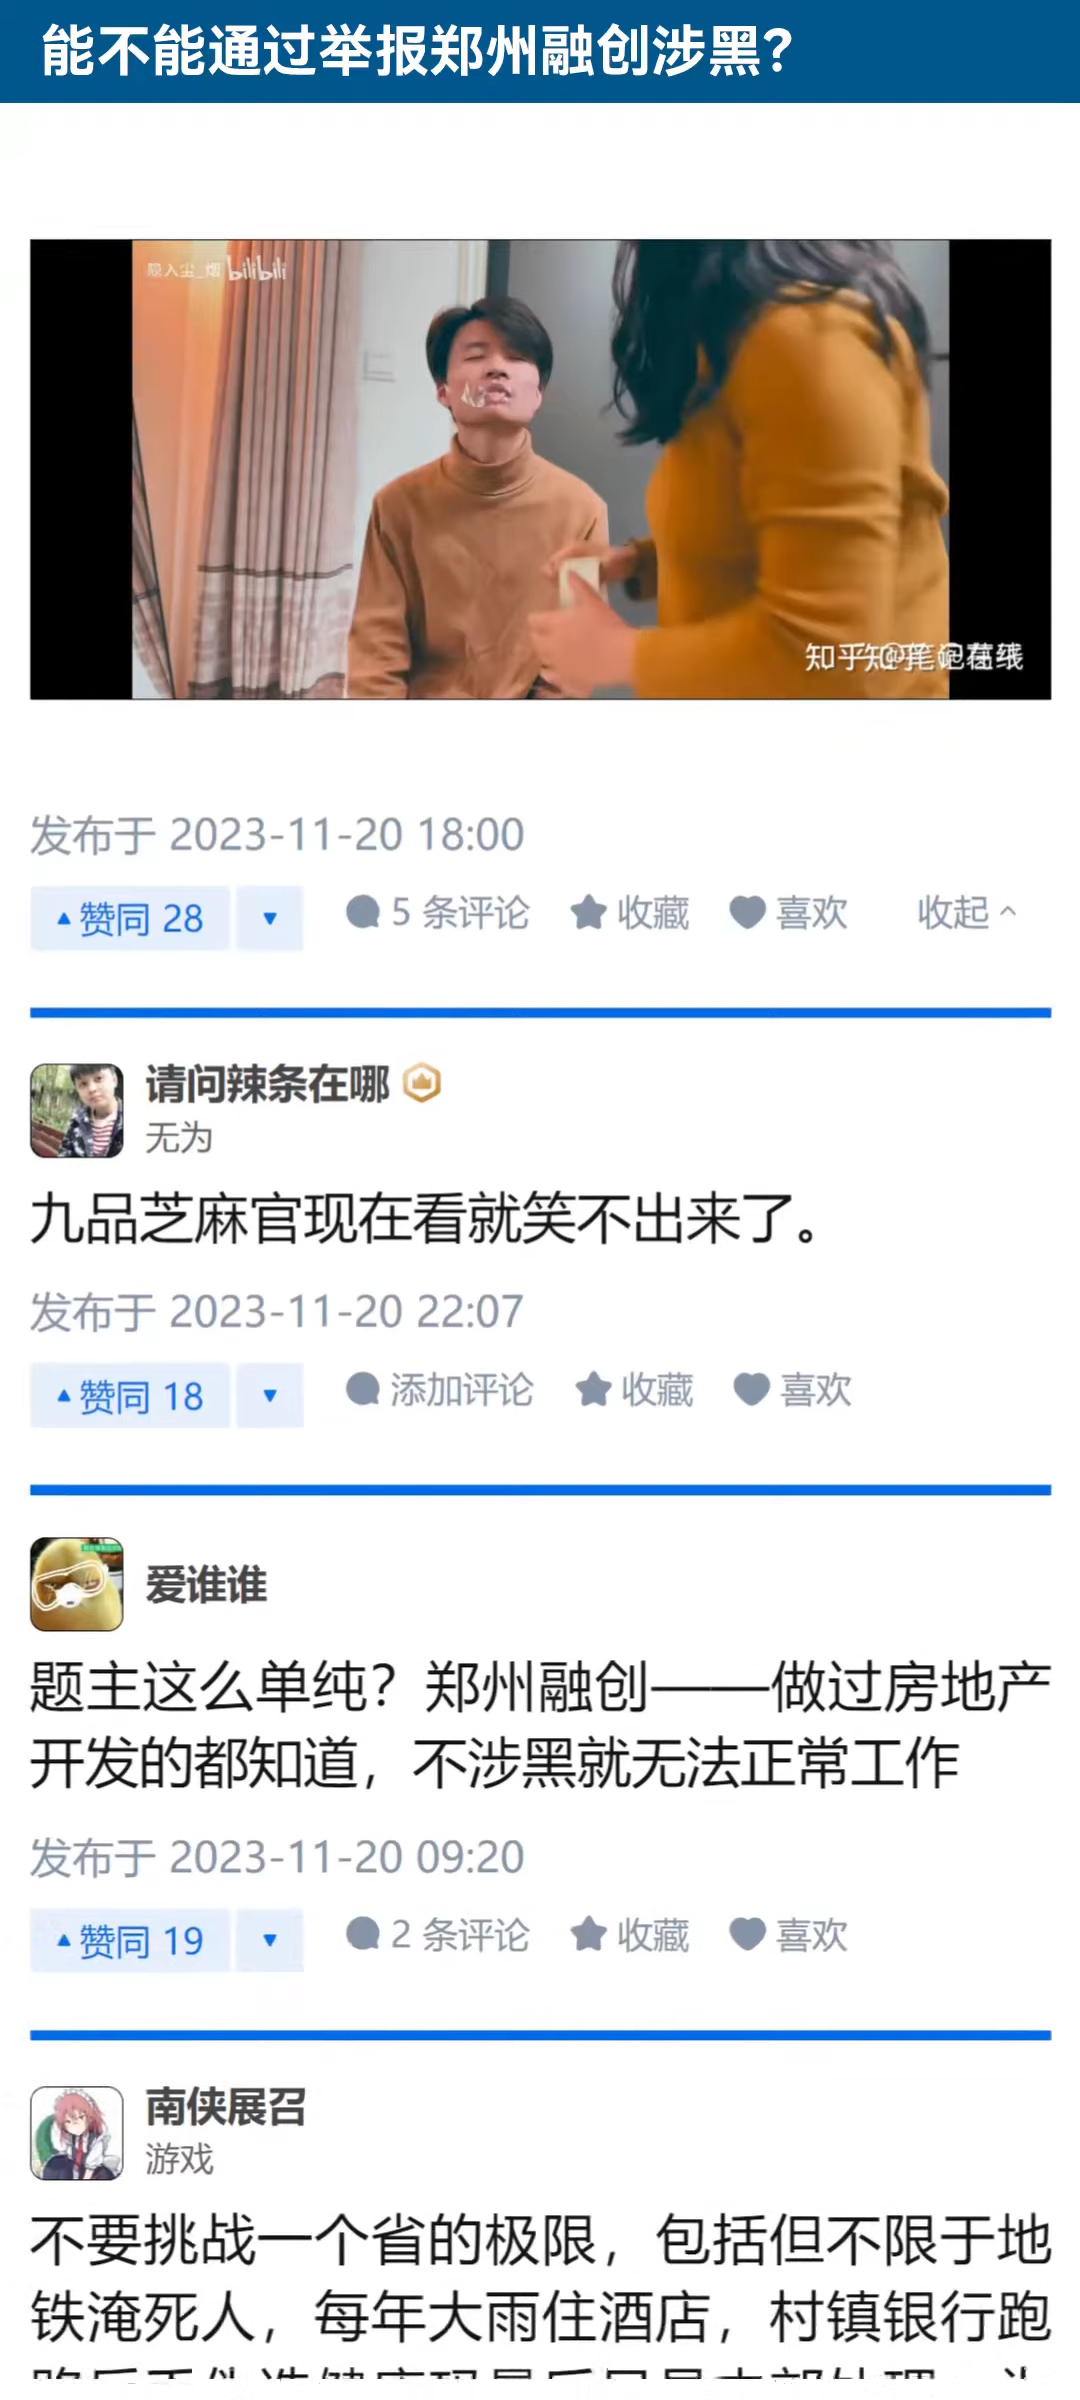 能不能通过举报郑州融创涉黑？
bilibili
发布于 2023-11-20 18:00
赞同 28
5 条评论
收藏
喜欢
收起
请问辣条在哪
无为
九品芝麻官现在看就笑不出来了。
发布于 2023-11-20 22:07
赞同 18
添加评论
收藏
喜欢
爱谁谁
题主这么单纯？郑州融创——做过房地产
开发的都知道，不涉黑就无法正常工作
发布于 2023-11-20 09:20
赞同 19
2 条评论
收藏
喜欢
南侠展召
游戏
不要挑战一个省的极限，包括但不限于地
铁淹死人，每年大雨住酒店，村镇银行跑